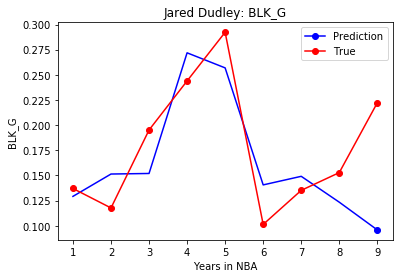 Jared Dudley: BLK_G
Prediction
True
0.300
0.275
0.250
0.225
0.200
0.175
0.150
0.125
0.100
BLK_G
1 2 3 4 5 6 7 8 9
Years in NBA